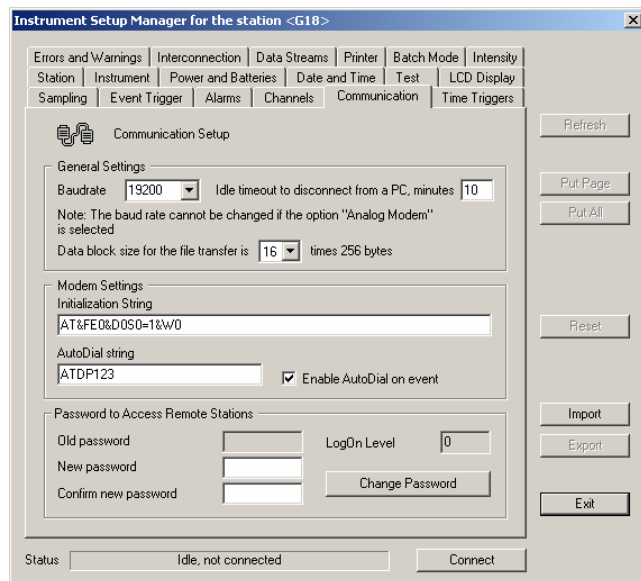 Instrument Setup Manager for the station <G18>
Errors and Warnings Interconnection Data Streams Printer Batch Mode Intensity
Station Instrument Power and Batteries Date and Time Test LCD Display
Sampling Event Trigger Alarms Channels Communication Time Triggers
Communication Setup
General Settings
Baudrate 19200 Idle timeout to disconnect from a PC, minutes 10
Note: The baud rate cannot be changed if the option "Analog Modem"
is selected
Data block size for the file transfer is 16 times 256 bytes
Modem Settings
Initialization String
AT&FE0&D0S0=1&W0
AutoDial string
ATDP123
Enable AutoDial on event
Password to Access Remote Stations
Old password LogOn Level 0
New password
Confirm new password
Change Password
Refresh
Put Page
Put All
Reset
Import
Export
Exit
Status Idle, not connected Connect